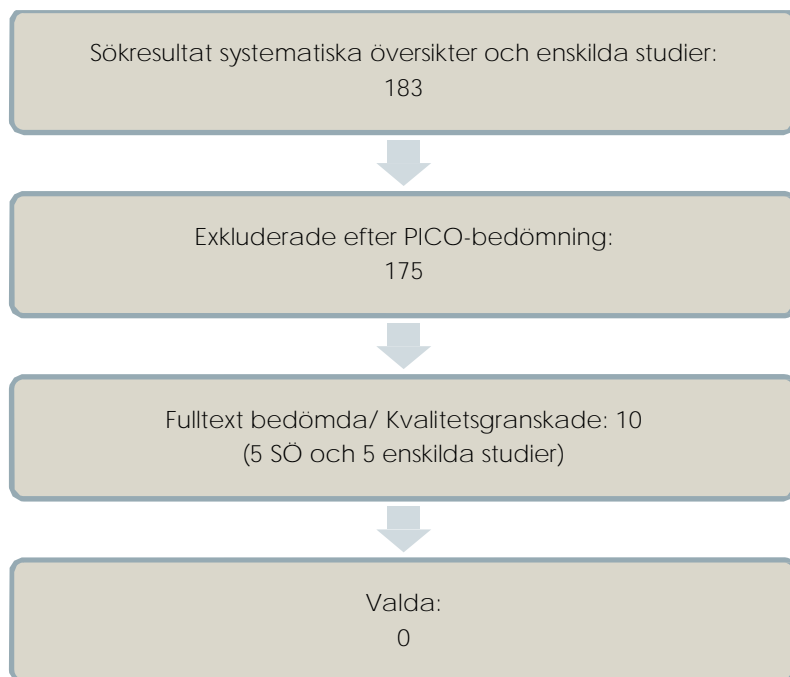 Sökresultat systematiska översikter och enskilda studier:
183
Exkluderade efter PICO-bedömning:
175
Fulltext bedömda/ Kvalitetsgranskade: 10
(5 SÖ och 5 enskilda studier)
Valda:
0